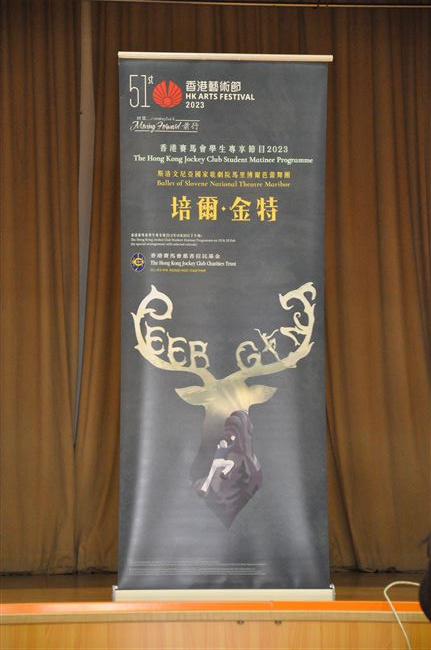 51st
香港藝術節
HK ARTS FESTIVAL
2023
Moving Forward 前行
香港賽馬會學生專享節目2023
The Hong Kong Jockey Club Student Matinee Programme
斯洛文尼亞國家歌劇院馬里博爾芭蕾舞團
Ballet of Slovene National Theatre Maribor
培爾·金特
香港賽馬會慈善信託基金
The Hong Kong Jockey Club Charities Trust
PEER GYNT